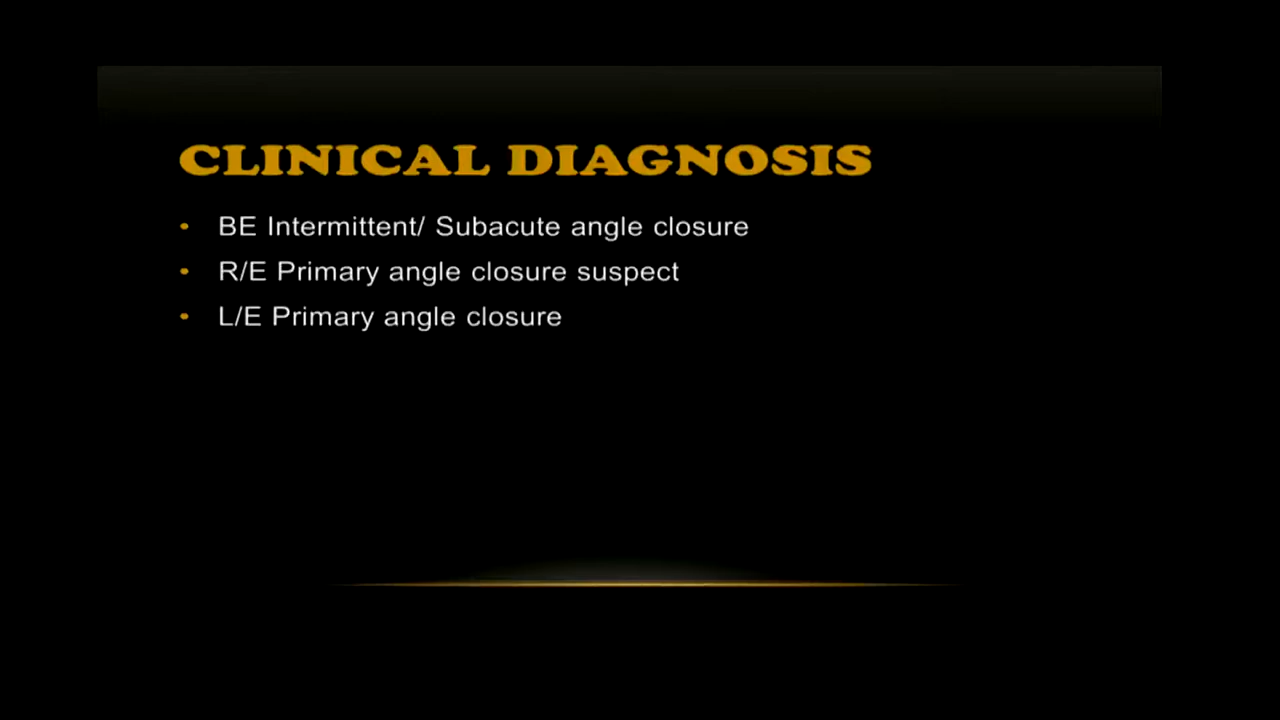 CLINICAL DIAGNOSIS
• BE Intermittent/ Subacute angle closure
• R/E Primary angle closure suspect
• L/E Primary angle closure